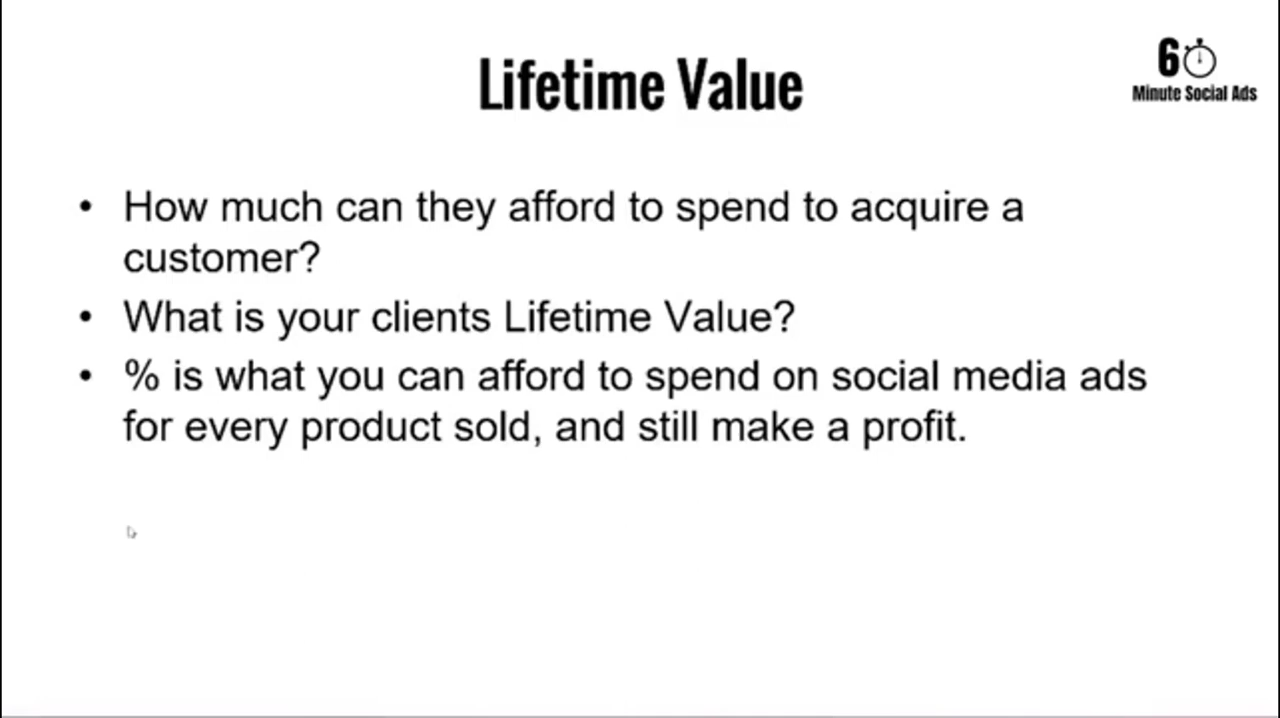 Lifetime Value
60
Minute Social Ads
• How much can they afford to spend to acquire a
customer?
• What is your clients Lifetime Value?
• % is what you can afford to spend on social media ads
for every product sold, and still make a profit.